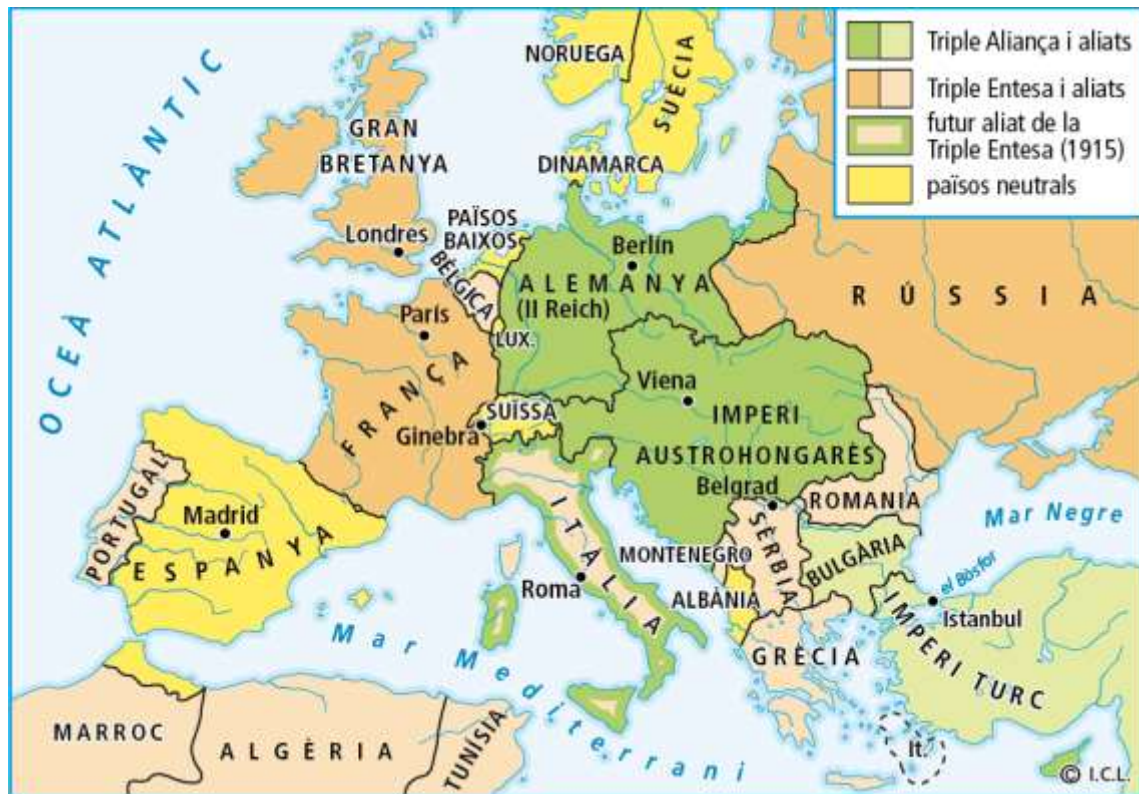 Triple Aliança i aliats
Triple Entesa i aliats
futur aliat de la
Triple Entesa (1915)
països neutrals
OCEÀ ATLÀNTIC
NORUEGA
SUÈCIA
GRAN
BRETANYA
DINAMARCA
Londres
PAÏSOS
BAIXOS
BÈLGICA
Berlín
ALEMANYA
(II Reich)
RÚSSIA
París
LUX.
FRANÇA
Viena
SUÏSSA
Ginebra
IMPERI
AUSTROHONGARÈS
Belgrad
ROMANIA
Mar Negre
PORTUGAL
Madrid
ESPANYA
ITALIA
MONTENEGRO
SÈRBIA
BULGÀRIA
el Bòsfor
Roma
ALBÀNIA
Istanbul
IMPERI TURC
GRÈCIA
Mar Mediterrani
MARROC
ALGÈRIA
TUNÍSIA
It.
© I.C.L.